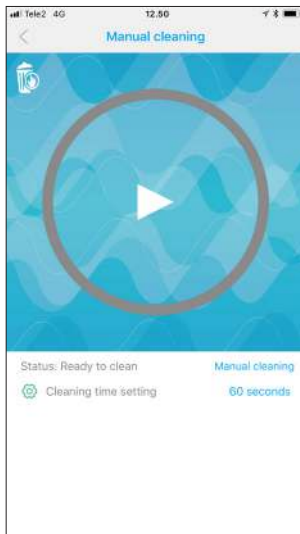 Tele2 4G 12.50
Manual cleaning
Status: Ready to clean Manual cleaning
Cleaning time setting 60 seconds